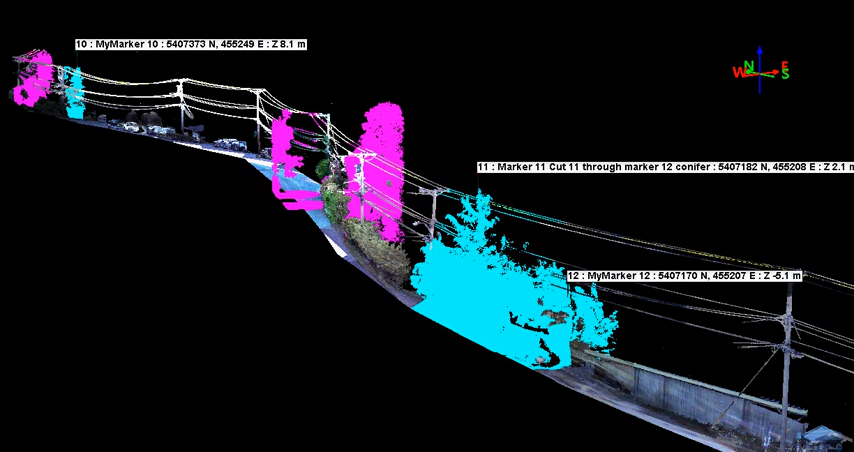 10 : MyMarker 10 : 5407373 N, 455249 E : Z 8.1 m
N
W
E
S
11 : Marker 11 Cut 11 through marker 12 conifer : 5407182 N, 455208 E : Z 2.1 m
12 : MyMarker 12 : 5407170 N, 455207 E : Z -5.1 m